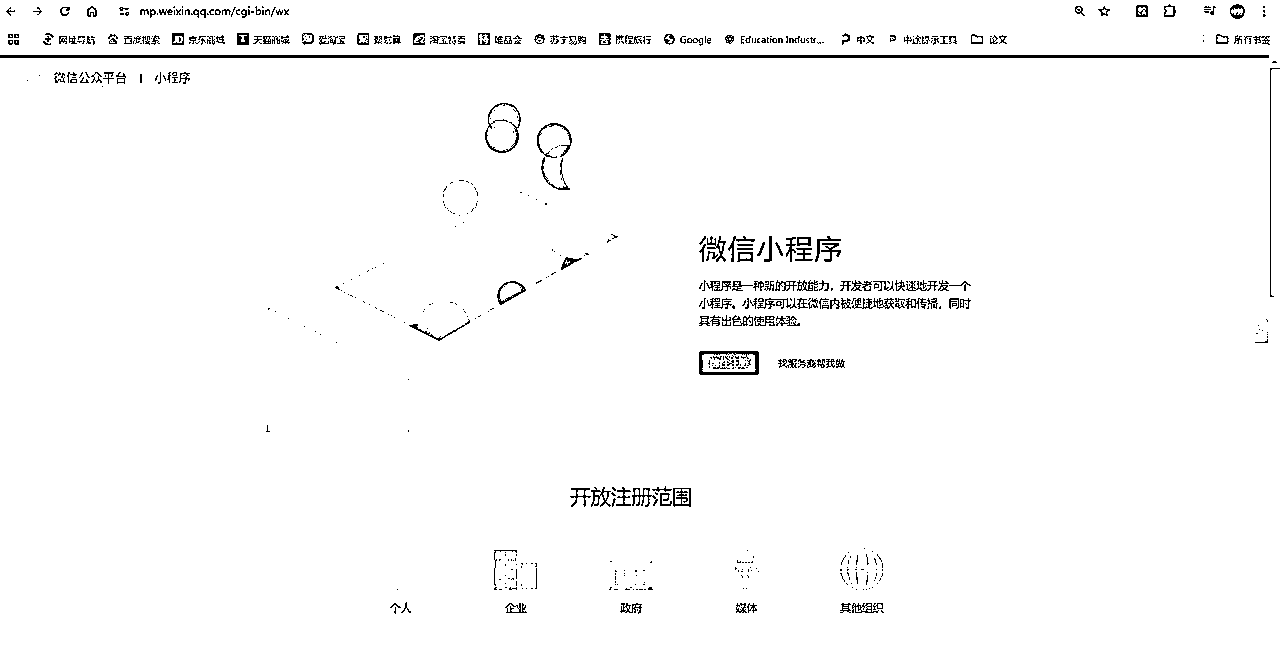 mp.weixin.qq.com/cgi-bin/wx
网址导航 百度搜索 京东商城 天猫商城 爱淘宝 聚划算 淘宝特卖 唯品会 苏宁易购 携程旅行 Google Education Industr... 中文 中途提示工具 论文 所有书签
微信公众平台 | 小程序
微信小程序
小程序是一种新的开放能力，开发者可以快速地开发一个
小程序。小程序可以在微信内被便捷地获取和传播，同时
具有出色的使用体验。
找服务商帮我做
开放注册范围
个人 企业 政府 媒体 其他组织